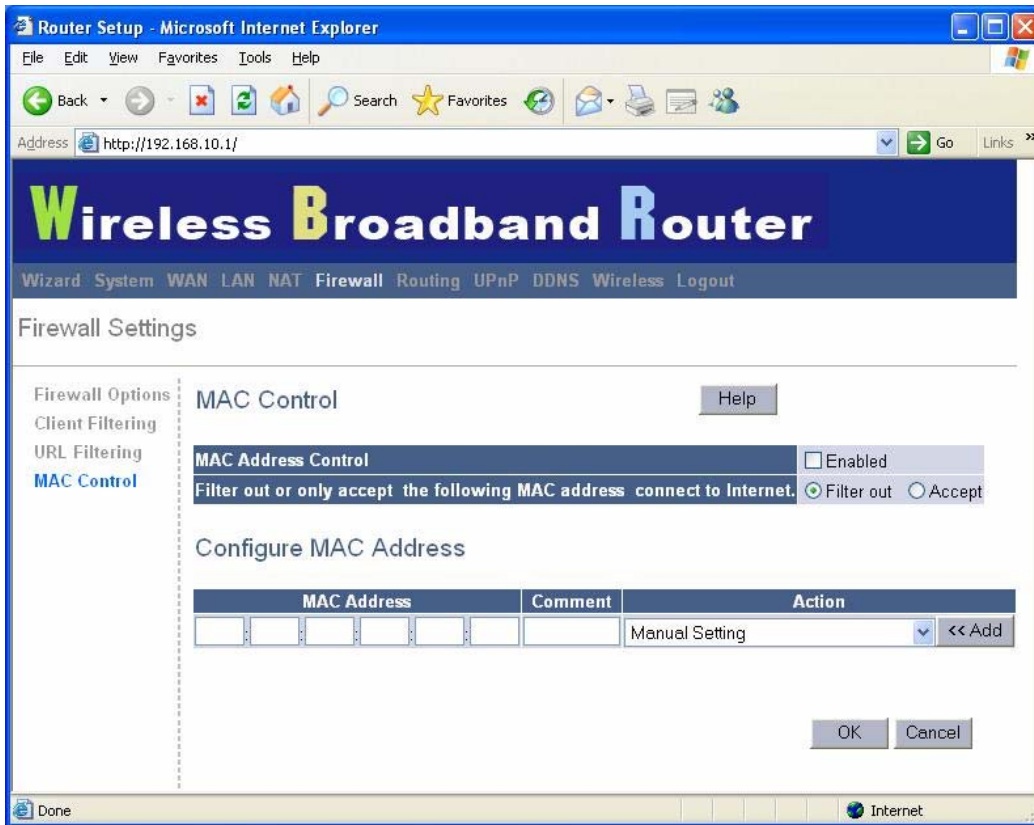 Router Setup - Microsoft Internet Explorer
File Edit View Favorites Tools Help
Back Search Favorites
Address http://192.168.10.1/ Go Links »
Wireless Broadband Router
Wizard System WAN LAN NAT Firewall Routing UPnP DDNS Wireless Logout
Firewall Settings
Firewall Options
Client Filtering
URL Filtering
MAC Control
MAC Control Help
MAC Address Control Enabled
Filter out or only accept the following MAC address connect to Internet. Filter out Accept
Configure MAC Address
MAC Address Comment Action
: : : : : Manual Setting << Add
OK Cancel
Done Internet